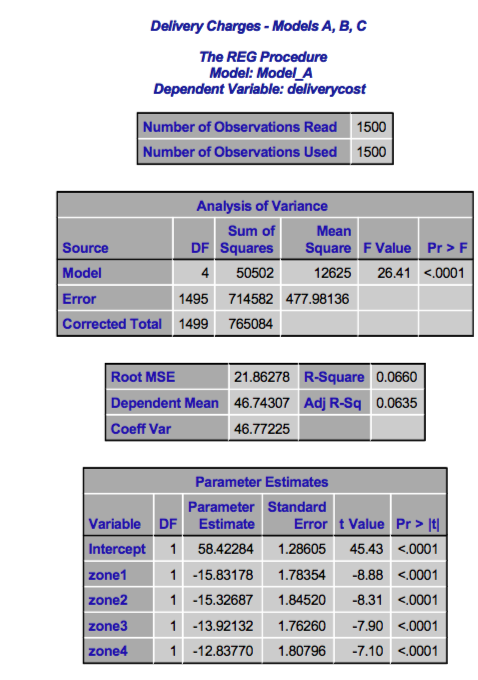 Delivery Charges - Models A, B, C
The REG Procedure
Model: Model_A
Dependent Variable: deliverycost
Number of Observations Read 1500
Number of Observations Used 1500
Analysis of Variance
Source DF Sum of Squares Mean Square F Value Pr > F
Model 4 50502 12625 26.41 <.0001
Error 1495 714582 477.98136
Corrected Total 1499 765084
Root MSE 21.86278 R-Square 0.0660
Dependent Mean 46.74307 Adj R-Sq 0.0635
Coeff Var 46.77225
Parameter Estimates
Variable DF Parameter Estimate Standard Error t Value Pr > |t|
Intercept 1 58.42284 1.28605 45.43 <.0001
zone1 1 -15.83178 1.78354 -8.88 <.0001
zone2 1 -15.32687 1.84520 -8.31 <.0001
zone3 1 -13.92132 1.76260 -7.90 <.0001
zone4 1 -12.83770 1.80796 -7.10 <.0001